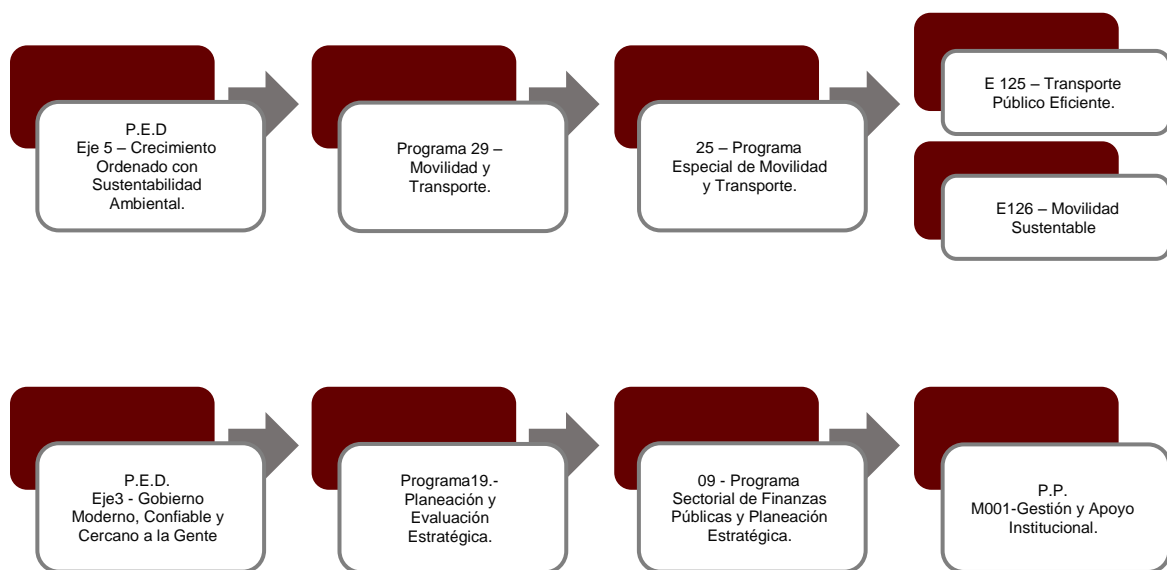 P.E.D
Eje 5 – Crecimiento
Ordenado con
Sustentabilidad
Ambiental.
Programa 29 –
Movilidad y
Transporte.
25 – Programa
Especial de Movilidad
y Transporte.
E 125 – Transporte
Público Eficiente.
E126 – Movilidad
Sustentable
P.E.D.
Eje3 - Gobierno
Moderno, Confiable y
Cercano a la Gente
Programa19.-
Planeación y
Evaluación
Estratégica.
09 - Programa
Sectorial de Finanzas
Públicas y Planeación
Estratégica.
P.P.
M001-Gestión y Apoyo
Institucional.